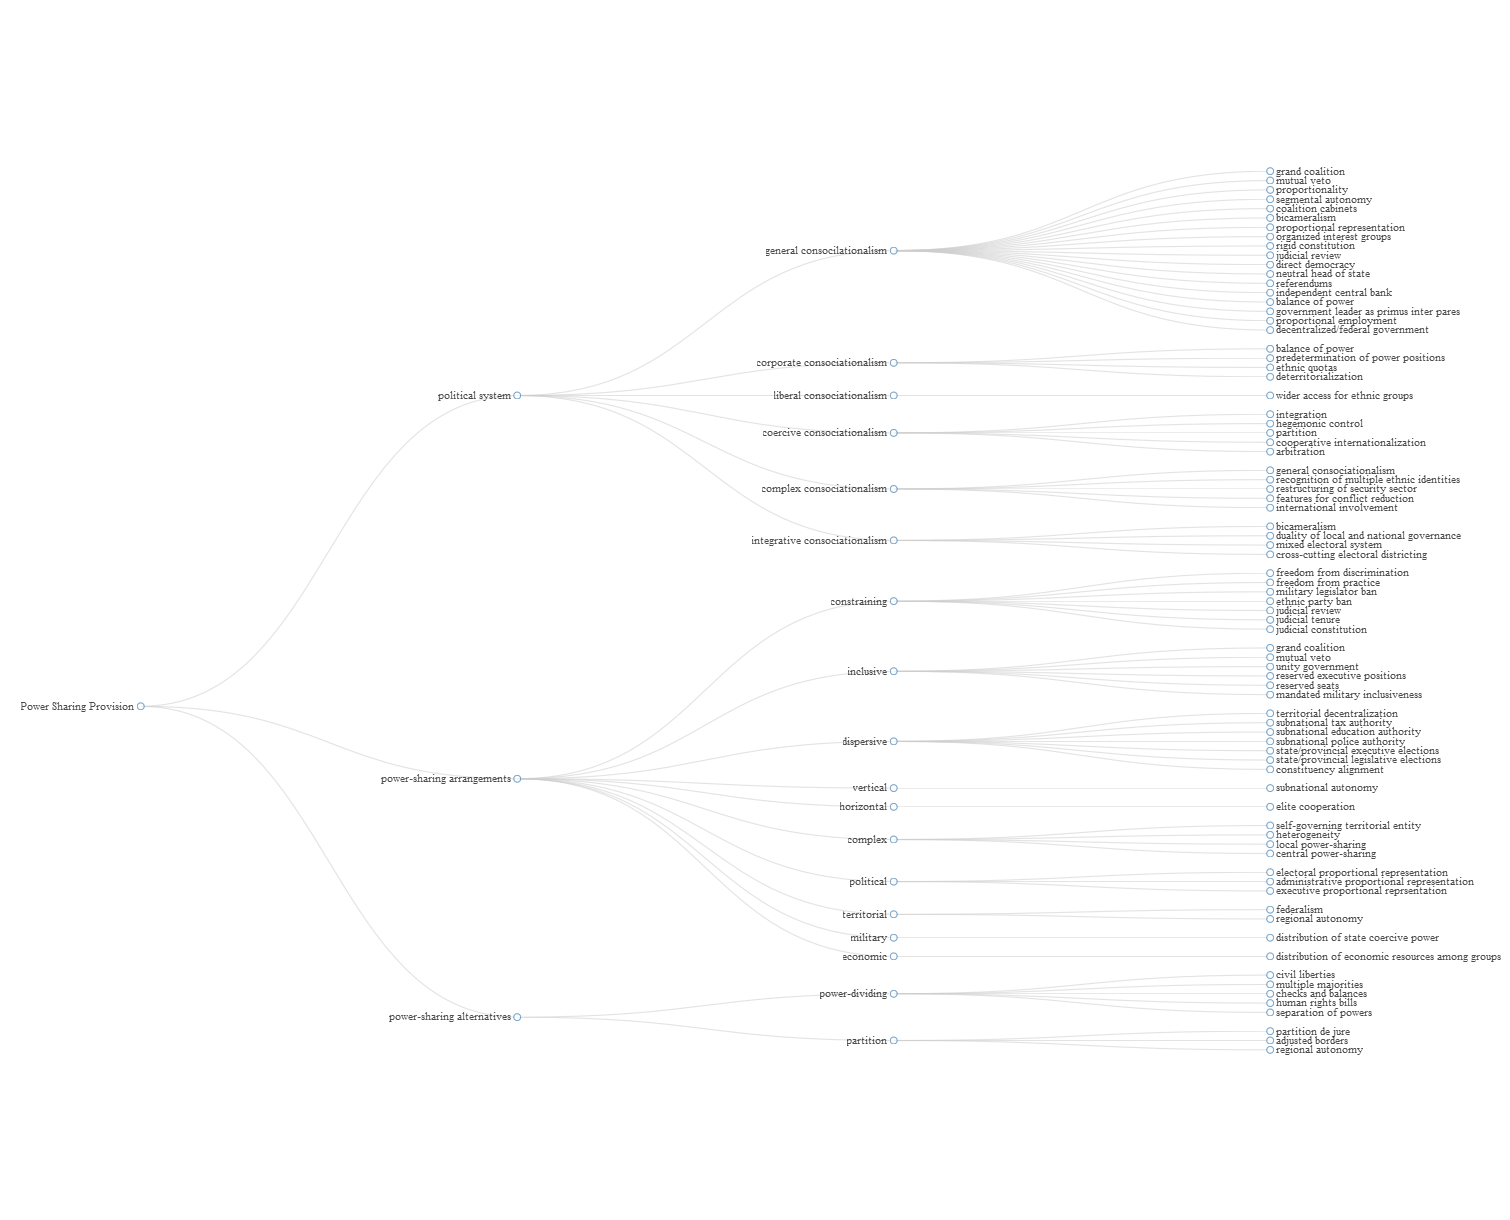 Power Sharing Provision
political system
general consocilationalism
grand coalition
mutual veto
proportionality
segmental autonomy
coalition cabinets
bicameralism
proportional representation
organized interest groups
rigid constitution
judicial review
direct democracy
neutral head of state
referendums
independent central bank
balance of power
government leader as primus inter pares
proportional employment
decentralized/federal government
corporate consociationalism
balance of power
predetermination of power positions
ethnic quotas
deterritorialization
liberal consociationalism
wider access for ethnic groups
coercive consociationalism
integration
hegemonic control
partition
cooperative internationalization
arbitration
complex consociationalism
general consociationalism
recognition of multiple ethnic identities
restructuring of security sector
features for conflict reduction
international involvement
integrative consociationalism
bicameralism
duality of local and national governance
mixed electoral system
cross-cutting electoral districting
power-sharing arrangements
constraining
freedom from discrimination
freedom from practice
military legislator ban
ethnic party ban
judicial review
judicial tenure
judicial constitution
inclusive
grand coalition
mutual veto
unity government
reserved executive positions
reserved seats
mandated military inclusiveness
dispersive
territorial decentralization
subnational tax authority
subnational education authority
subnational police authority
state/provincial executive elections
state/provincial legislative elections
constituency alignment
vertical
subnational autonomy
horizontal
elite cooperation
complex
self-governing territorial entity
heterogeneity
local power-sharing
central power-sharing
political
electoral proportional representation
administrative proportional representation
executive proportional reprsentation
territorial
federalism
regional autonomy
military
distribution of state coercive power
economic
distribution of economic resources among groups
power-sharing alternatives
power-dividing
civil liberties
multiple majorities
checks and balances
human rights bills
separation of powers
partition
partition de jure
adjusted borders
regional autonomy